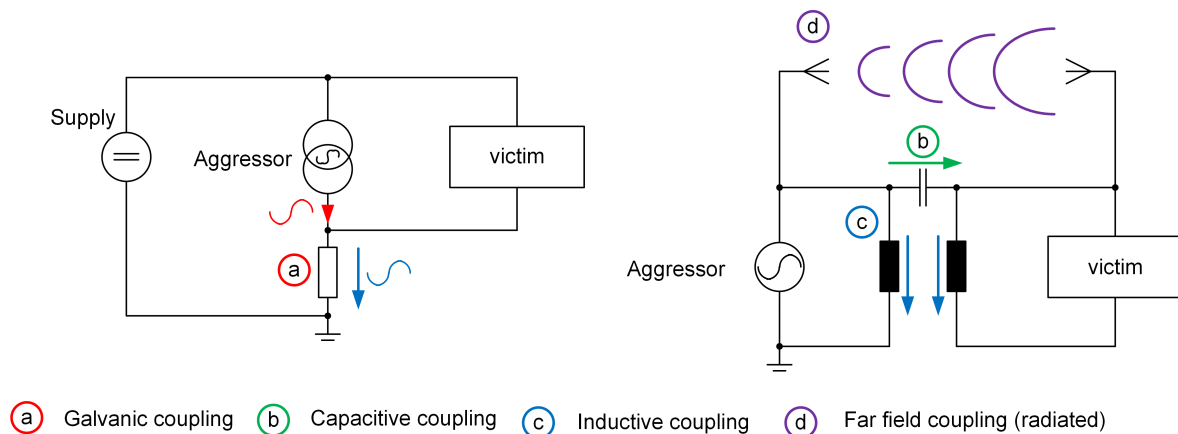 d
Supply
Aggressor
victim
b
c
a
Aggressor
victim
a Galvanic coupling b Capacitive coupling c Inductive coupling d Far field coupling (radiated)